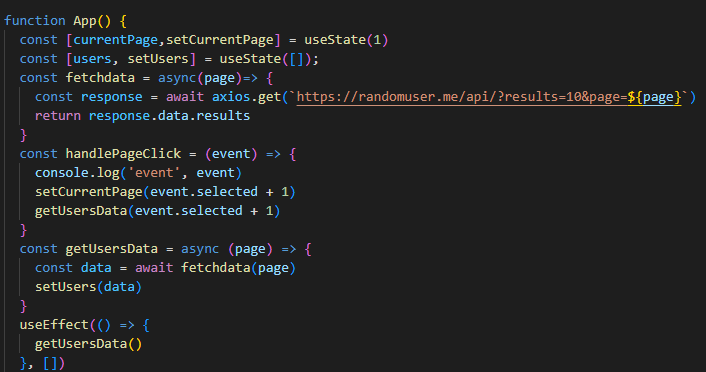 function App() {
  const [currentPage,setCurrentPage] = useState(1)
  const [users, setUsers] = useState([]);
  const fetchdata = async(page)=> {
    const response = await axios.get(`https://randomuser.me/api/?results=10&page=${page}`)
    return response.data.results
  }
  const handlePageClick = (event) => {
    console.log('event', event)
    setCurrentPage(event.selected + 1)
    getUsersData(event.selected + 1)
  }
  const getUsersData = async (page) => {
    const data = await fetchdata(page)
    setUsers(data)
  }
  useEffect(() => {
    getUsersData()
  }, [])